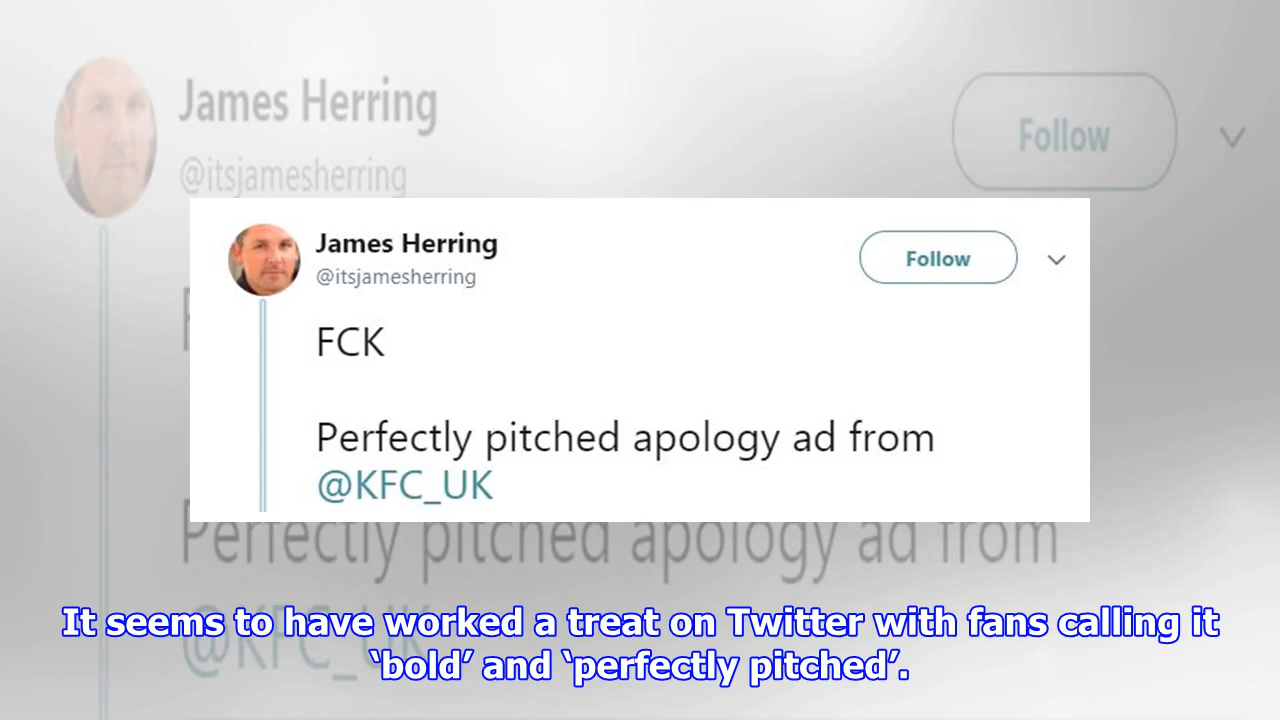 James Herring
@itsjamesherring
Follow
James Herring
@itsjamesherring
Follow
FCK
Perfectly pitched apology ad from
@KFC_UK
Perfectly pitched apology ad from
@KFC_UK
It seems to have worked a treat on Twitter with fans calling it
‘bold’ and ‘perfectly pitched’.